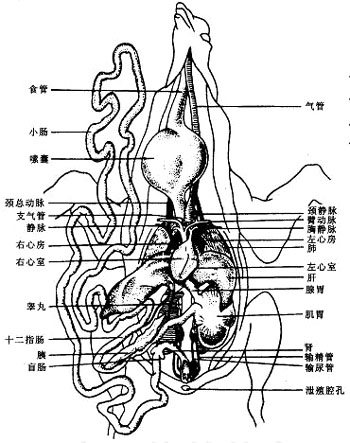 食管
小肠
嗉囊
颈总动脉
支气管
静脉
右心房
右心室
睾丸
十二指肠
胰
盲肠
气管
颈静脉
臂动脉
胸静脉
左心房
肺
左心室
肝
腺胃
肌胃
肾
输精管
输尿管
泄殖腔孔